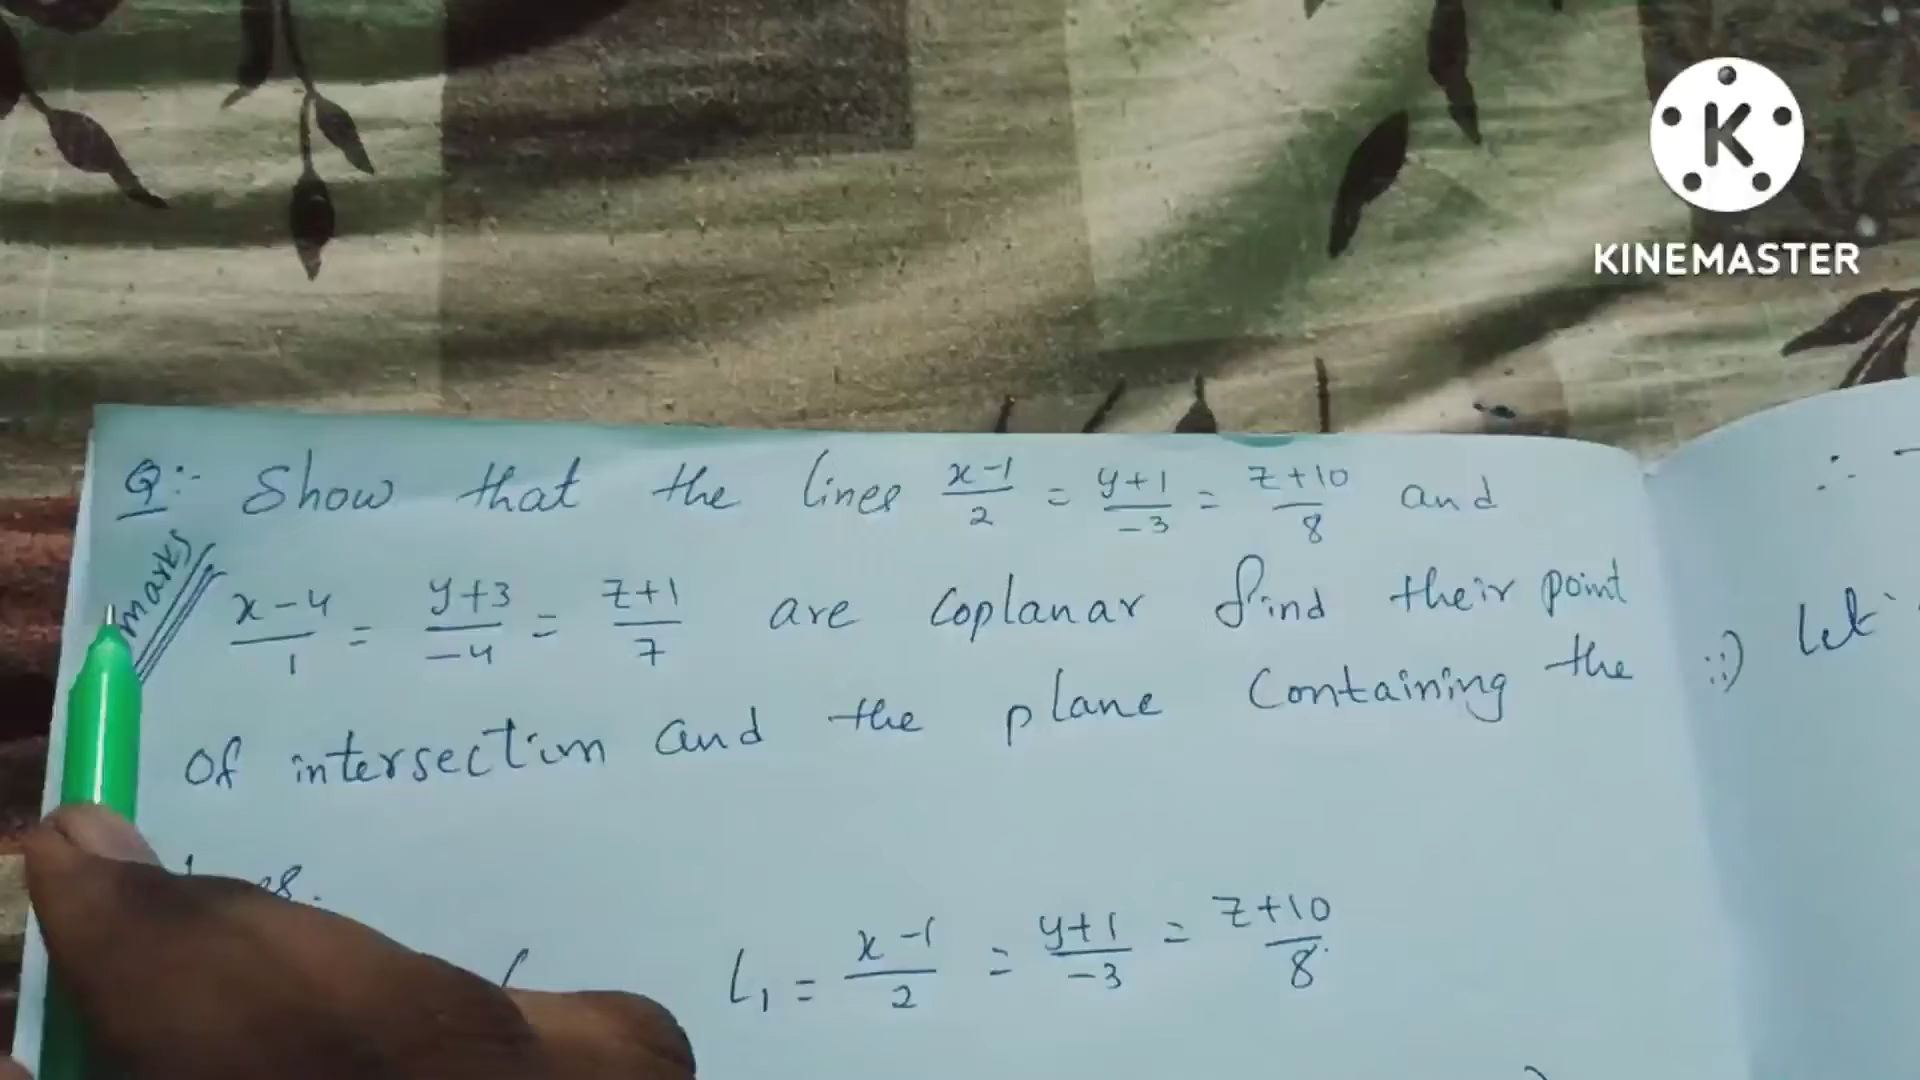 K
KINEMASTER
Q:- Show that the lines x-1/2 = y+1/-3 = z+10/8 and
marks
x-4/1 = y+3/-4 = z+1/7 are coplanar find their point
of intersection and the plane containing the
L₁ = x-1/2 = y+1/-3 = z+10/8
∴
::) let